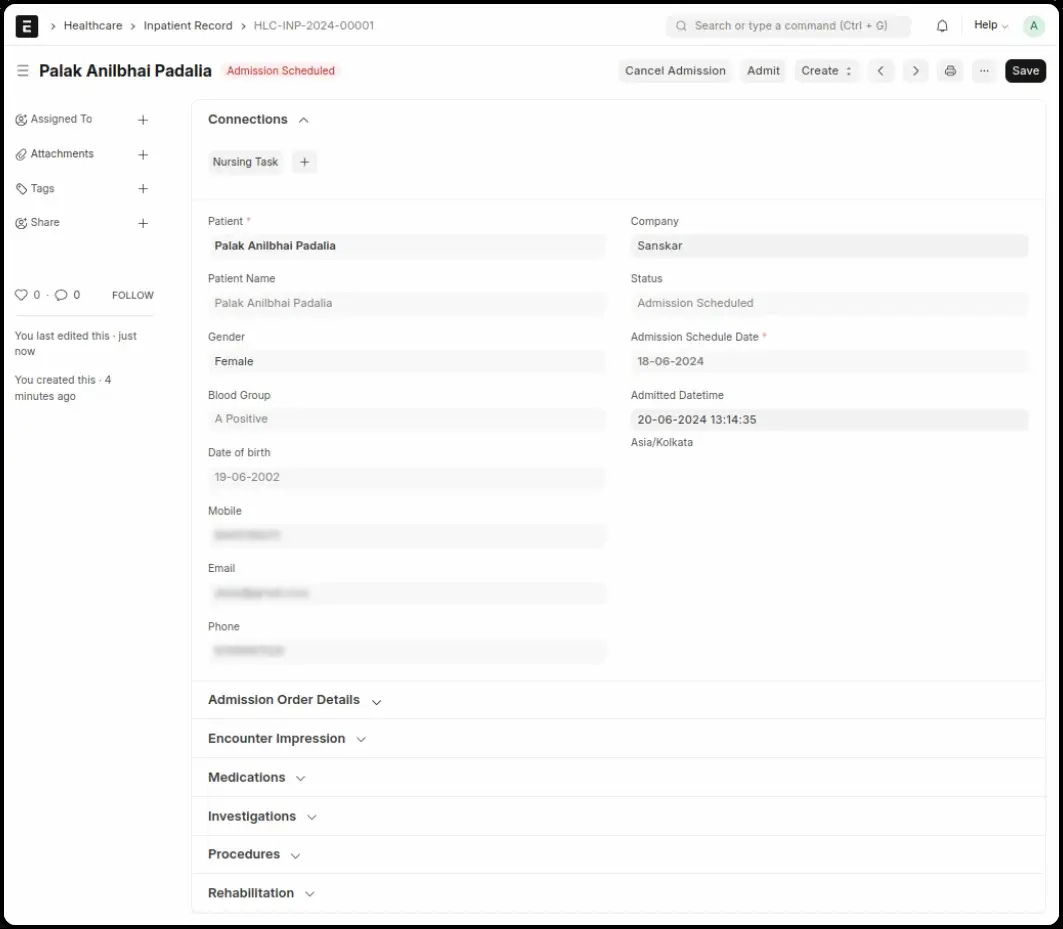 E Healthcare Inpatient Record HLC-INP-2024-00001 Search or type a command (Ctrl + G) Help A
Palak Anilbhai Padalia Admission Scheduled Cancel Admission Admit Create ... Save
Assigned To +
Attachments +
Tags +
Share +
0 · 0 FOLLOW
You last edited this · just
now
You created this · 4
minutes ago
Connections
Nursing Task +
Patient *
Palak Anilbhai Padalia
Patient Name
Palak Anilbhai Padalia
Gender
Female
Blood Group
A Positive
Date of birth
19-06-2002
Mobile
Email
Phone
Company
Sanskar
Status
Admission Scheduled
Admission Schedule Date *
18-06-2024
Admitted Datetime
20-06-2024 13:14:35
Asia/Kolkata
Admission Order Details
Encounter Impression
Medications
Investigations
Procedures
Rehabilitation